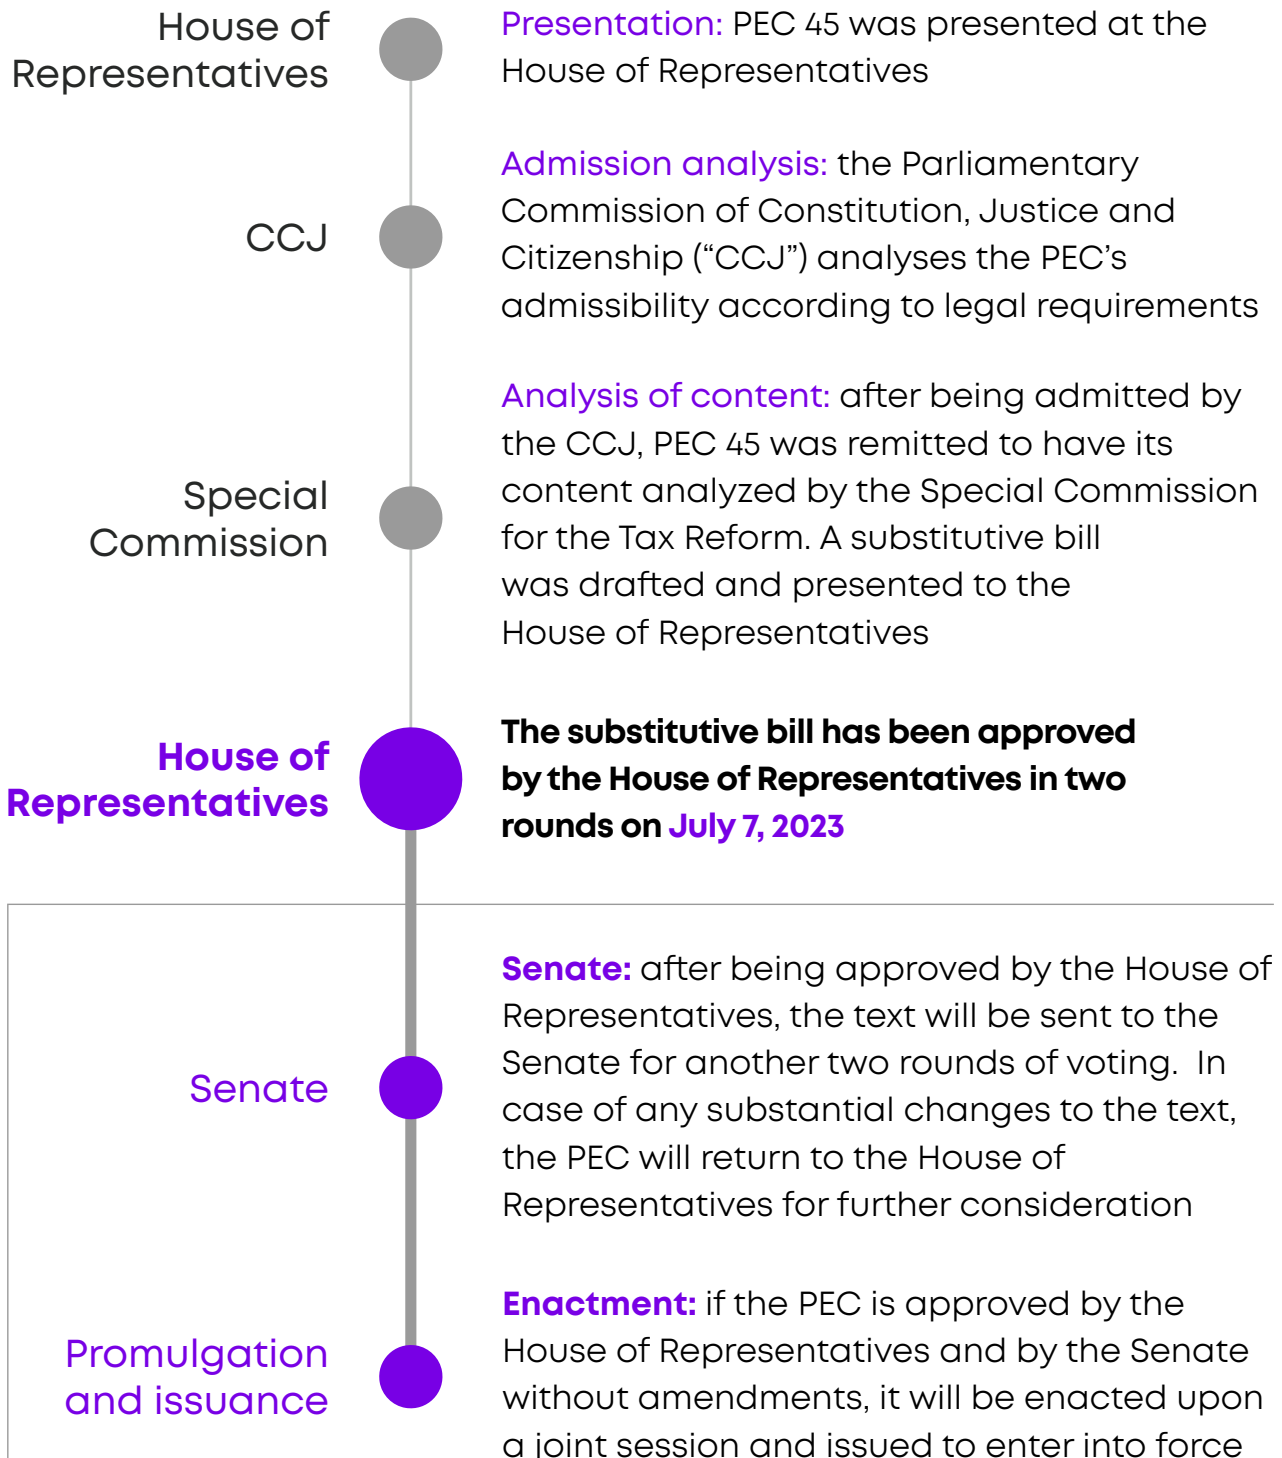 House of
Representatives
Presentation: PEC 45 was presented at the
House of Representatives
CCJ
Admission analysis: the Parliamentary
Commission of Constitution, Justice and
Citizenship (“CCJ”) analyses the PEC’s
admissibility according to legal requirements
Special
Commission
Analysis of content: after being admitted by
the CCJ, PEC 45 was remitted to have its
content analyzed by the Special Commission
for the Tax Reform. A substitutive bill
was drafted and presented to the
House of Representatives
House of
Representatives
The substitutive bill has been approved
by the House of Representatives in two
rounds on July 7, 2023
Senate
Senate: after being approved by the House of
Representatives, the text will be sent to the
Senate for another two rounds of voting.  In
case of any substantial changes to the text,
the PEC will return to the House of
Representatives for further consideration
Promulgation
and issuance
Enactment: if the PEC is approved by the
House of Representatives and by the Senate
without amendments, it will be enacted upon
a joint session and issued to enter into force